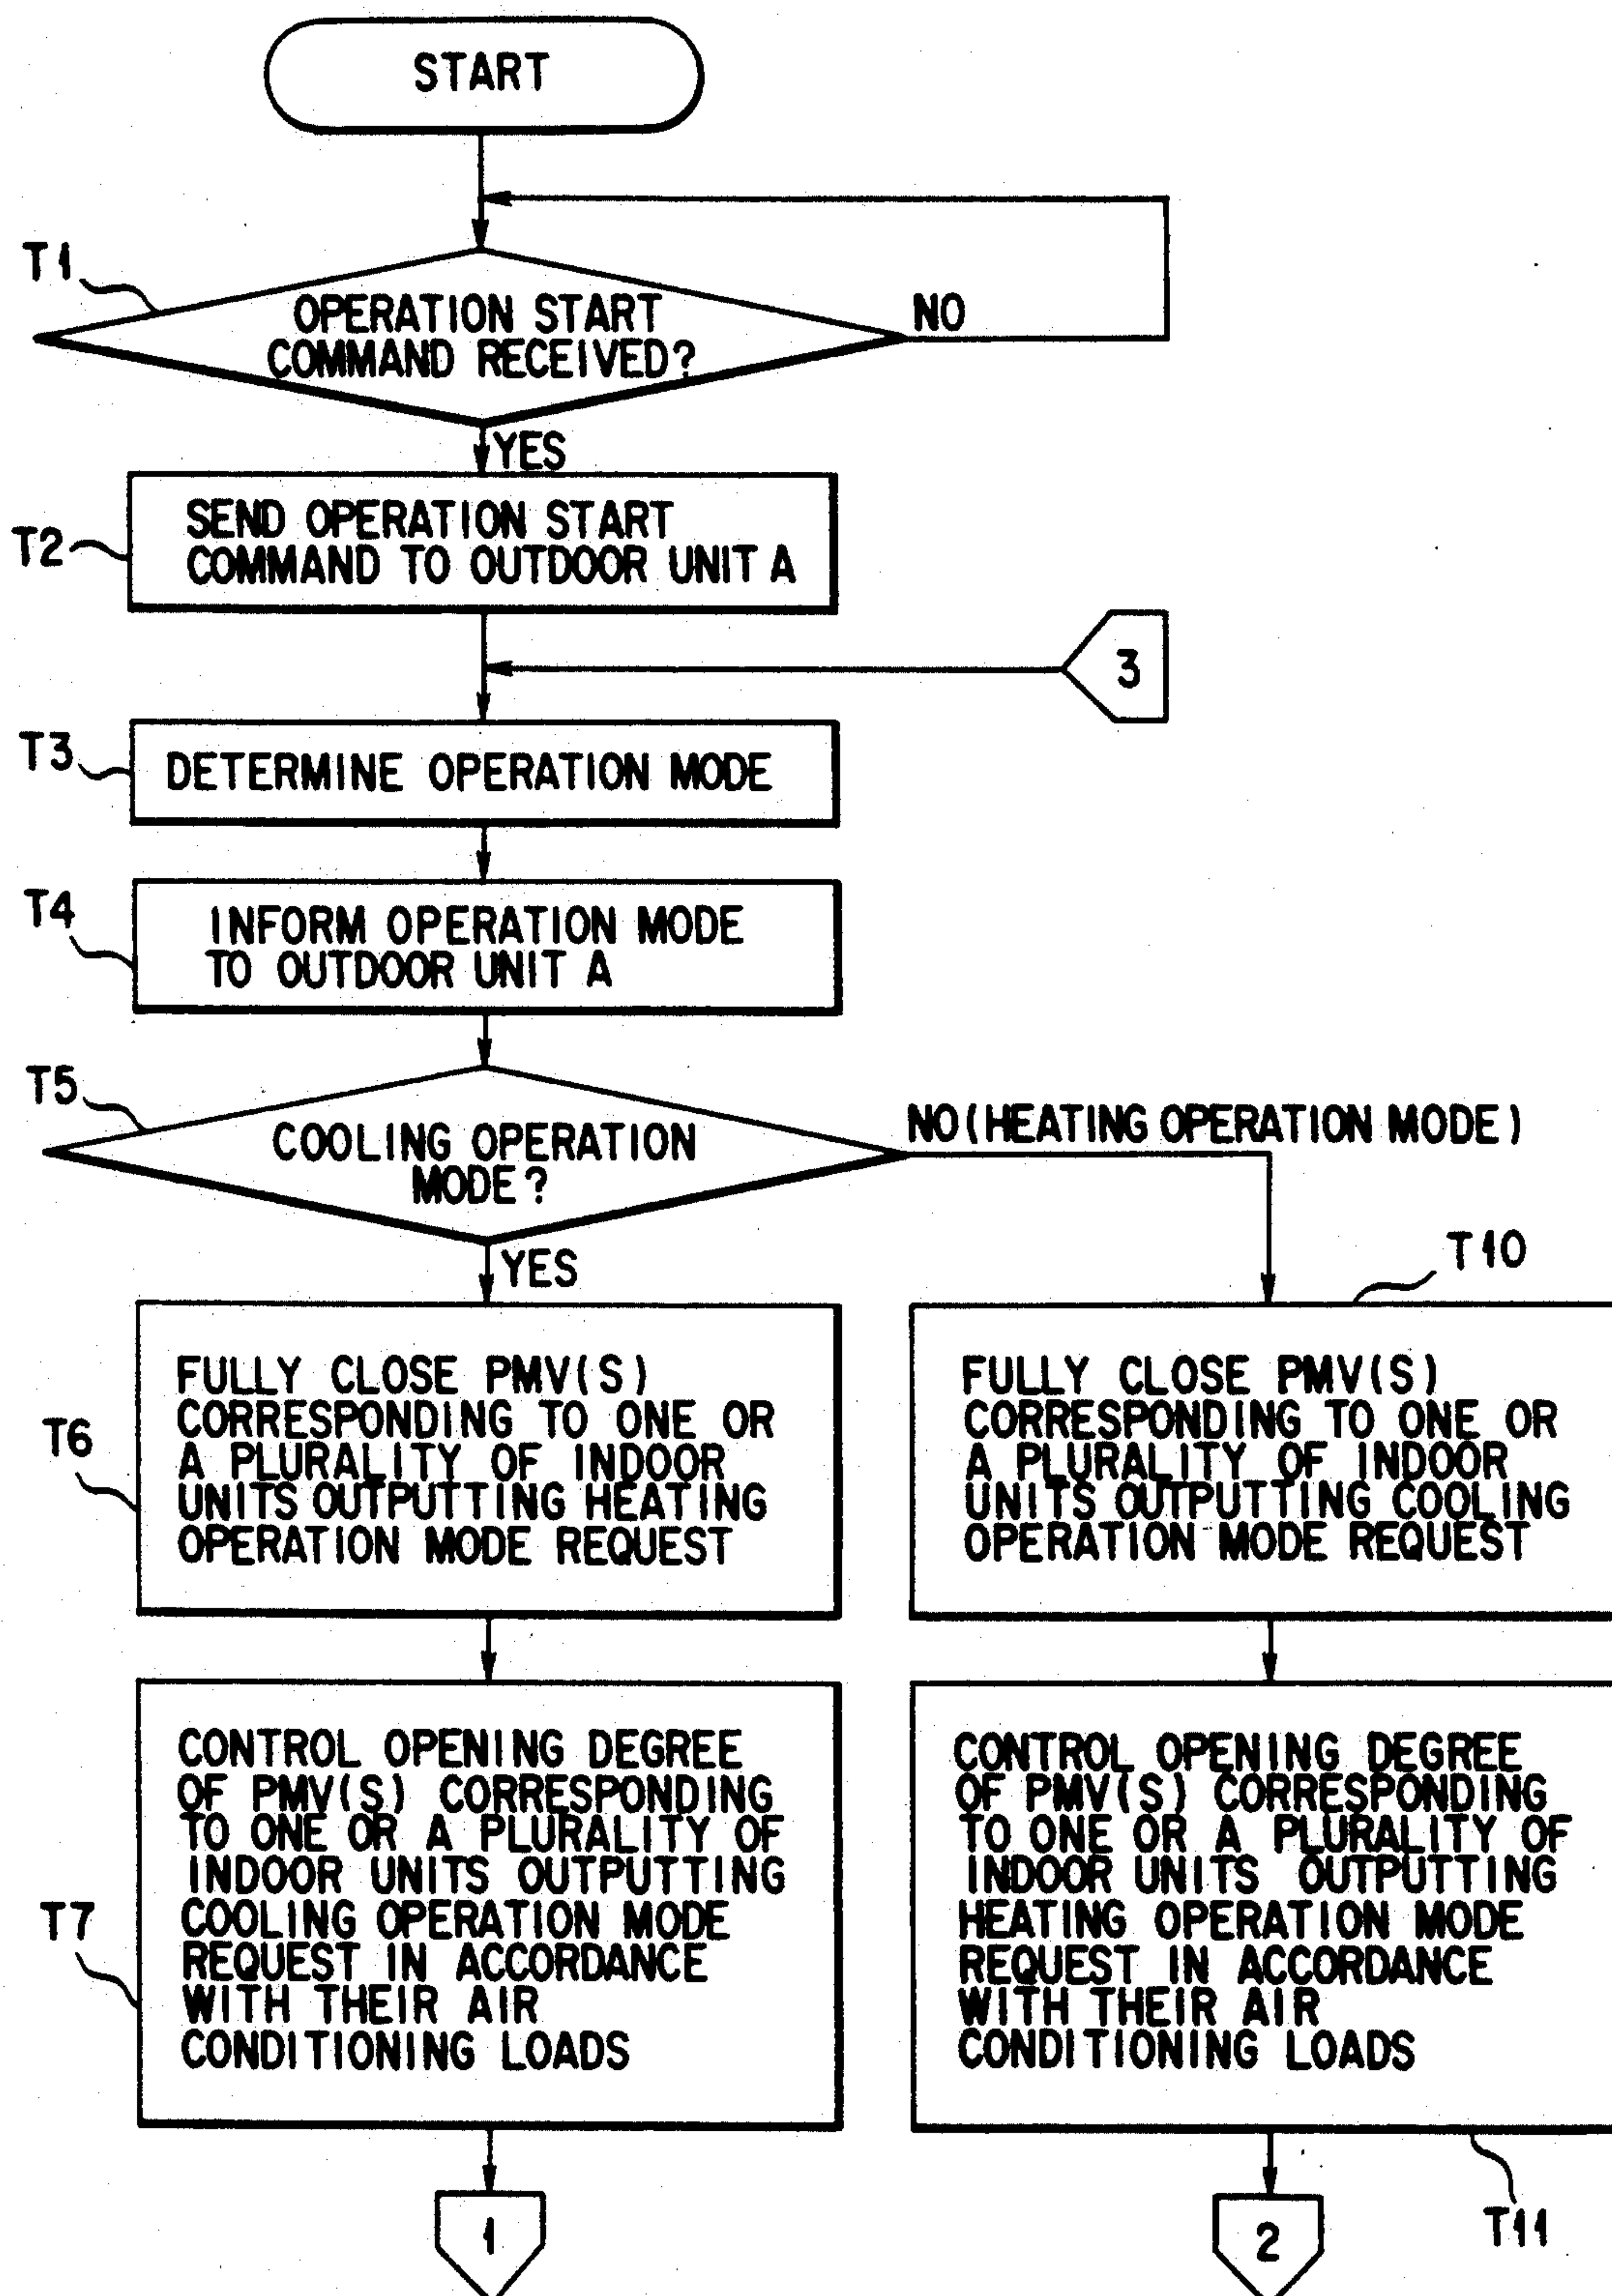 START
T1
OPERATION START
COMMAND RECEIVED?
NO
YES
T2
SEND OPERATION START
COMMAND TO OUTDOOR UNIT A
3
T3
DETERMINE OPERATION MODE
T4
INFORM OPERATION MODE
TO OUTDOOR UNIT A
T5
COOLING OPERATION
MODE?
NO (HEATING OPERATION MODE)
YES
T6
FULLY CLOSE PMV(S)
CORRESPONDING TO ONE OR
A PLURALITY OF INDOOR
UNITS OUTPUTTING HEATING
OPERATION MODE REQUEST
T10
FULLY CLOSE PMV(S)
CORRESPONDING TO ONE OR
A PLURALITY OF INDOOR
UNITS OUTPUTTING COOLING
OPERATION MODE REQUEST
T7
CONTROL OPENING DEGREE
OF PMV(S) CORRESPONDING
TO ONE OR A PLURALITY OF
INDOOR UNITS OUTPUTTING
COOLING OPERATION MODE
REQUEST IN ACCORDANCE
WITH THEIR AIR
CONDITIONING LOADS
CONTROL OPENING DEGREE
OF PMV(S) CORRESPONDING
TO ONE OR A PLURALITY OF
INDOOR UNITS OUTPUTTING
HEATING OPERATION MODE
REQUEST IN ACCORDANCE
WITH THEIR AIR
CONDITIONING LOADS
T11
1
2